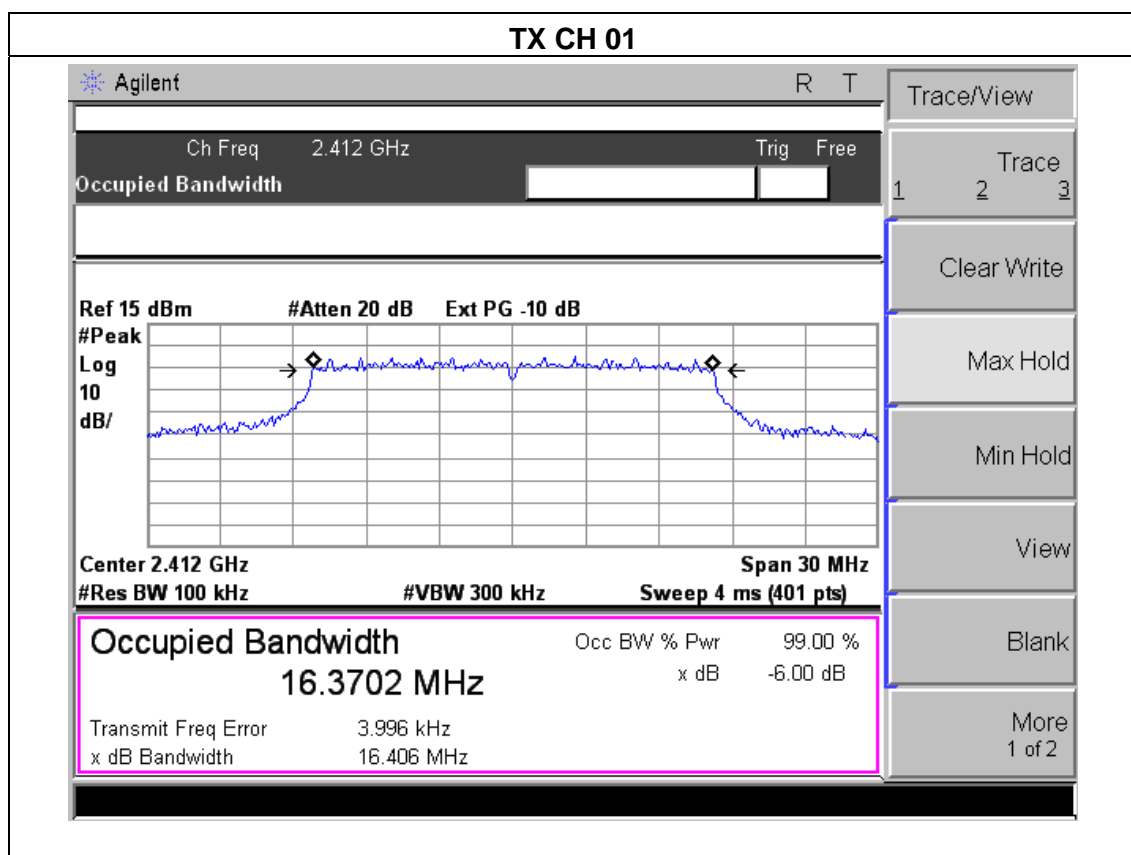 TX CH 01
Agilent R T
Ch Freq 2.412 GHz Trig Free
Occupied Bandwidth
Ref 15 dBm #Atten 20 dB Ext PG -10 dB
#Peak
Log
10
dB/
Center 2.412 GHz Span 30 MHz
#Res BW 100 kHz #VBW 300 kHz Sweep 4 ms (401 pts)
Occupied Bandwidth Occ BW % Pwr 99.00 %
16.3702 MHz x dB -6.00 dB
Transmit Freq Error 3.996 kHz
x dB Bandwidth 16.406 MHz
Trace/View
Trace
1 2 3
Clear Write
Max Hold
Min Hold
View
Blank
More
1 of 2